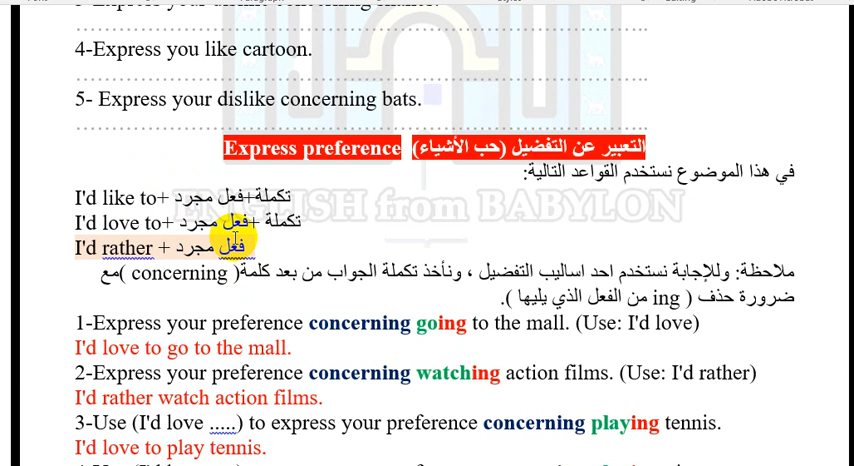 4-Express you like cartoon.
5- Express your dislike concerning bats.
Express preference التعبير عن التفضيل (حب الأشياء)
في هذا الموضوع نستخدم القواعد التالية:
I'd like to+ فعل مجرد+تكملة
I'd love to+ فعل مجرد+ تكملة
I'd rather + فعل مجرد
ملاحظة: وللإجابة نستخدم احد اساليب التفضيل ، ونأخذ تكملة الجواب من بعد كلمة( concerning )مع
ضرورة حذف ( ing من الفعل الذي يليها ).
ENGLISH from BABYLON
1-Express your preference concerning going to the mall. (Use: I'd love)
I'd love to go to the mall.
2-Express your preference concerning watching action films. (Use: I'd rather)
I'd rather watch action films.
3-Use (I'd love .....) to express your preference concerning playing tennis.
I'd love to play tennis.